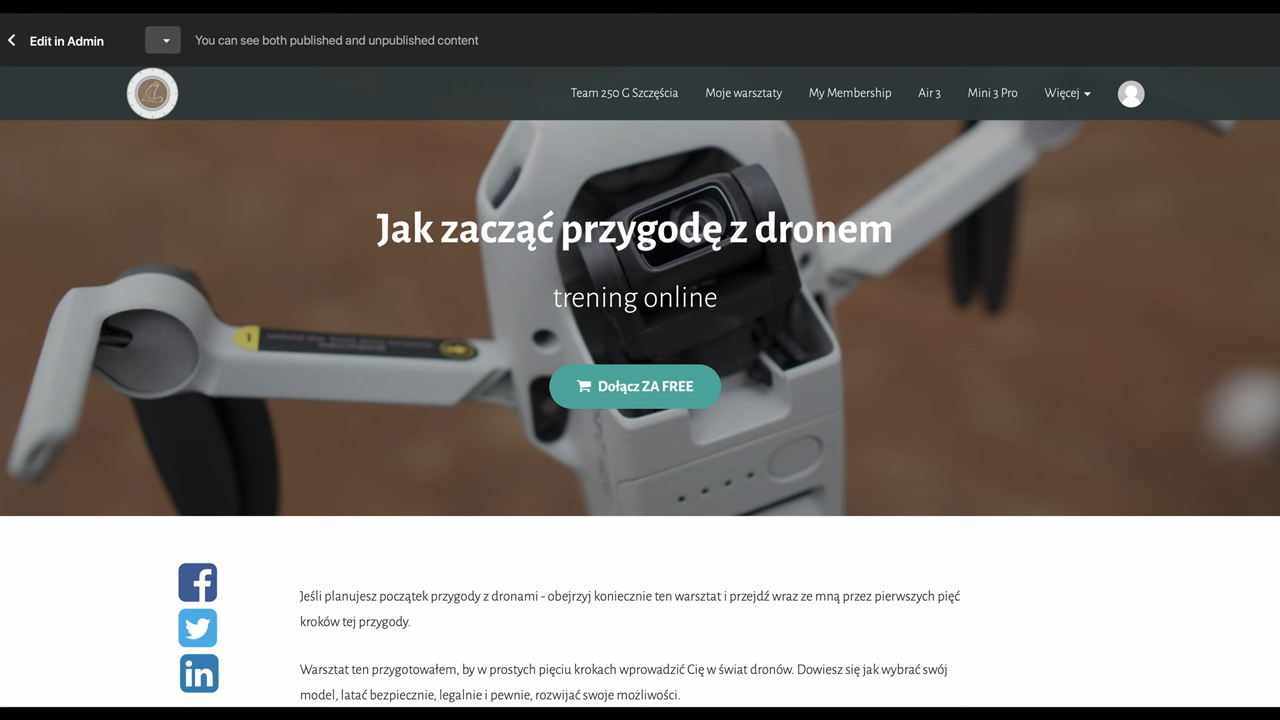 Edit in Admin
You can see both published and unpublished content
Team 250 G Szczęścia
Moje warsztaty
My Membership
Air 3
Mini 3 Pro
Więcej
Jak zacząć przygodę z dronem
trening online
Dołącz ZA FREE
Jeśli planujesz początek przygody z dronami - obejrzyj koniecznie ten warsztat i przejdź wraz ze mną przez pierwszych pięć
kroków tej przygody.
Warsztat ten przygotowałem, by w prostych pięciu krokach wprowadzić Cię w świat dronów. Dowiesz się jak wybrać swój
model, latać bezpiecznie, legalnie i pewnie, rozwijać swoje możliwości.